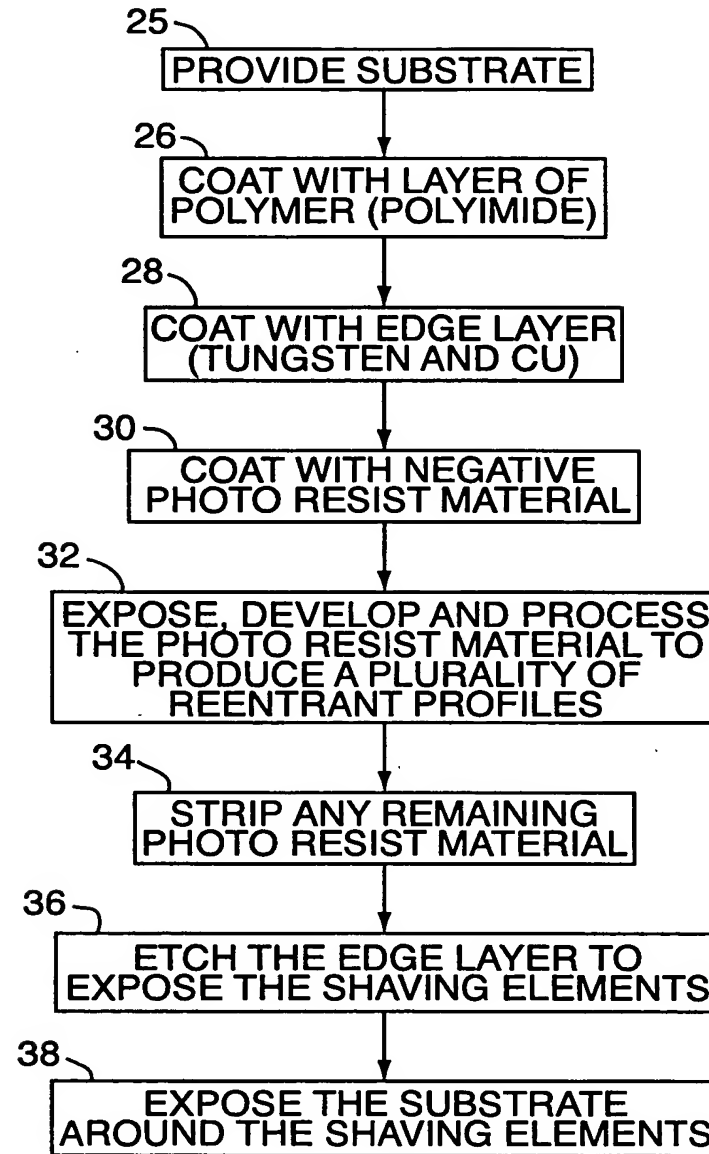 25
PROVIDE SUBSTRATE
26
COAT WITH LAYER OF
POLYMER (POLYIMIDE)
28
COAT WITH EDGE LAYER
(TUNGSTEN AND CU)
30
COAT WITH NEGATIVE
PHOTO RESIST MATERIAL
32
EXPOSE, DEVELOP AND PROCESS
THE PHOTO RESIST MATERIAL TO
PRODUCE A PLURALITY OF
REENTRANT PROFILES
34
STRIP ANY REMAINING
PHOTO RESIST MATERIAL
36
ETCH THE EDGE LAYER TO
EXPOSE THE SHAVING ELEMENTS
38
EXPOSE THE SUBSTRATE
AROUND THE SHAVING ELEMENTS